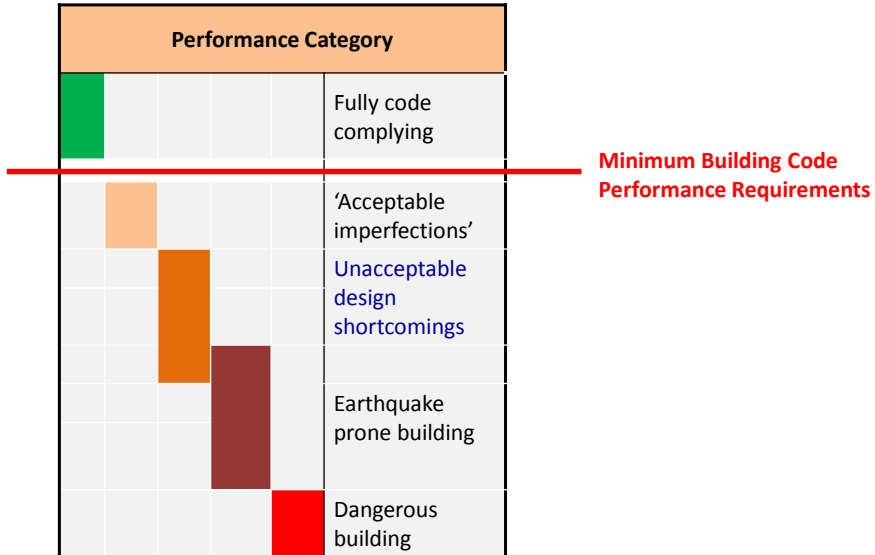 Performance Category
Fully code
complying
Minimum Building Code
Performance Requirements
‘Acceptable
imperfections’
Unacceptable
design
shortcomings
Earthquake
prone building
Dangerous
building